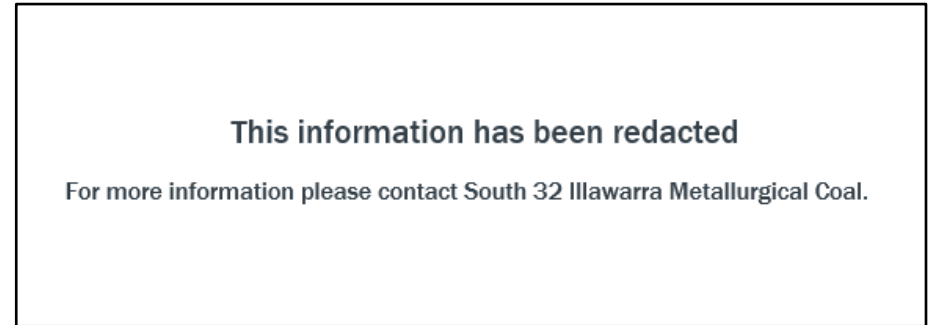 This information has been redacted
For more information please contact South 32 Illawarra Metallurgical Coal.